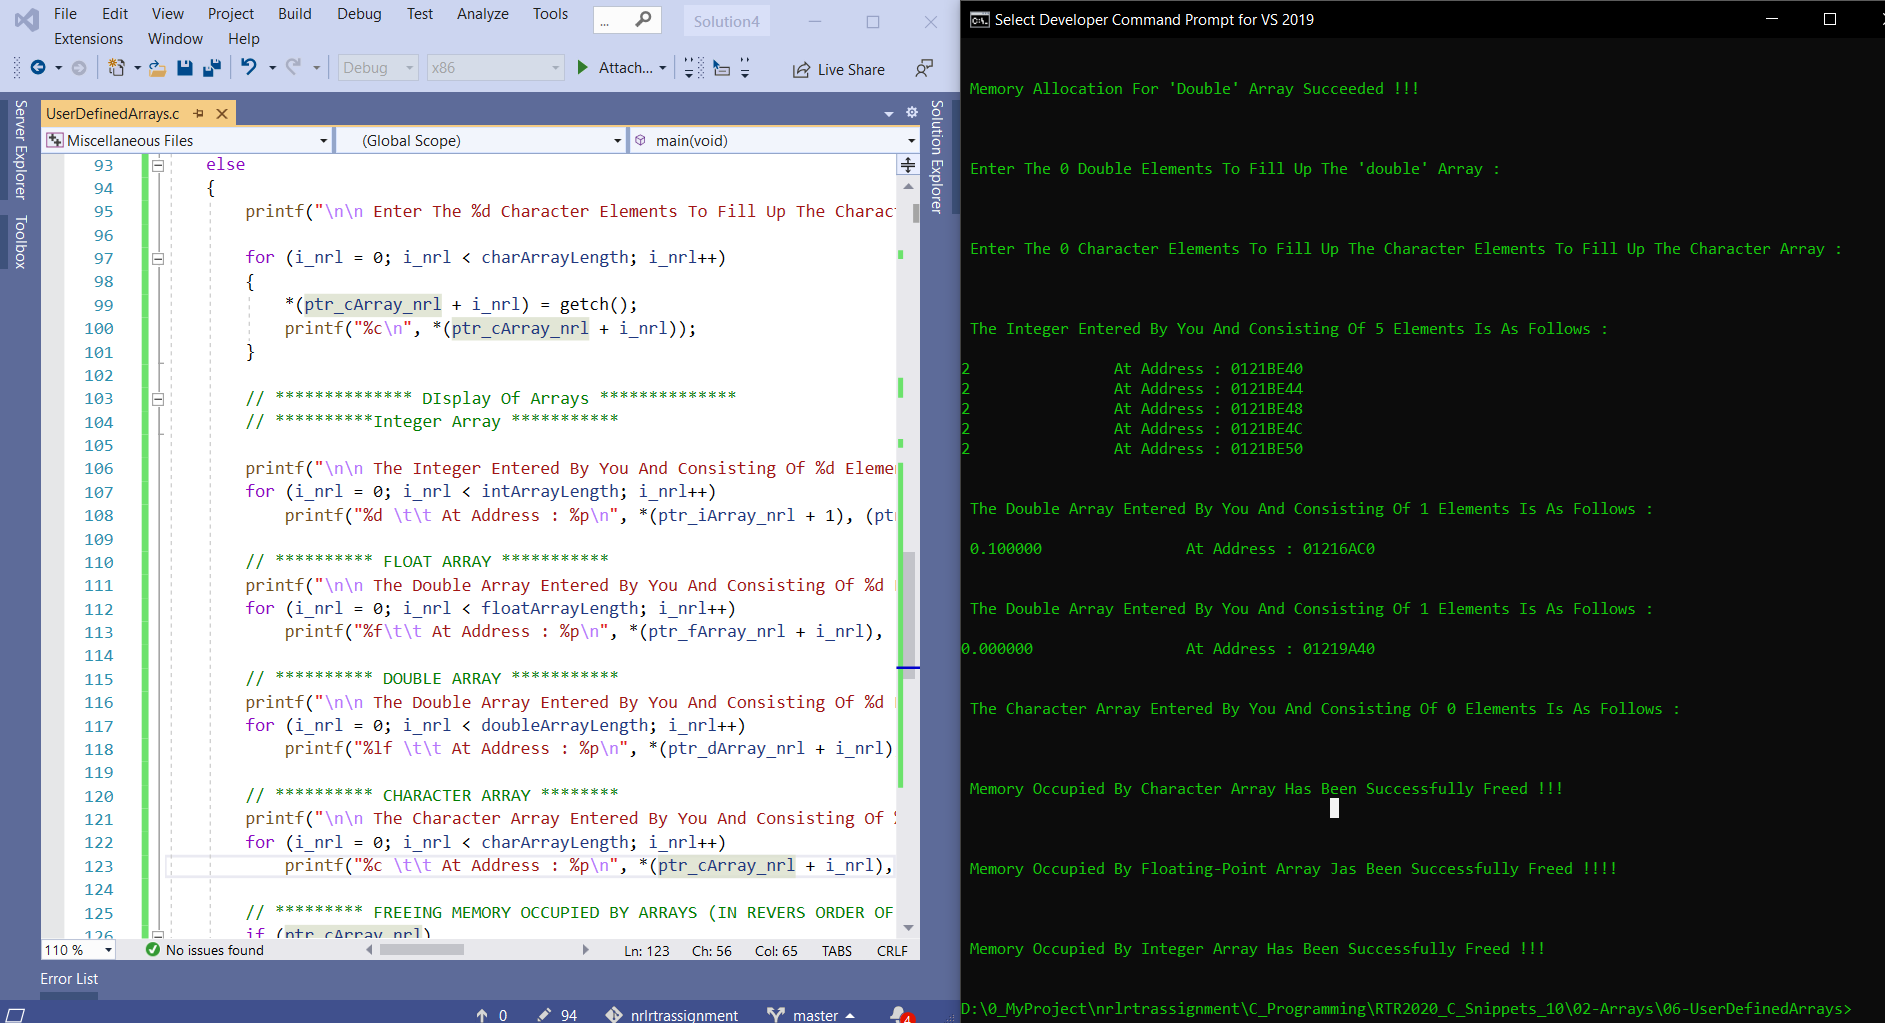 File Edit View Project Build Debug Test Analyze Tools ... Solution4
Extensions Window Help
Debug x86 Attach... Live Share
Server Explorer
Toolbox
UserDefinedArrays.c
Miscellaneous Files (Global Scope) main(void)
Solution Explorer
93 else
94 {
95 printf("\n\n Enter The %d Character Elements To Fill Up The Charac
96
97 for (i_nrl = 0; i_nrl < charArrayLength; i_nrl++)
98 {
99 *(ptr_cArray_nrl + i_nrl) = getch();
100 printf("%c\n", *(ptr_cArray_nrl + i_nrl));
101 }
102
103 // ************** DIsplay Of Arrays **************
104 // **********Integer Array ***********
105
106 printf("\n\n The Integer Entered By You And Consisting Of %d Eleme
107 for (i_nrl = 0; i_nrl < intArrayLength; i_nrl++)
108 printf("%d \t\t At Address : %p\n", *(ptr_iArray_nrl + 1), (pt
109
110 // ********** FLOAT ARRAY ***********
111 printf("\n\n The Double Array Entered By You And Consisting Of %d
112 for (i_nrl = 0; i_nrl < floatArrayLength; i_nrl++)
113 printf("%f\t\t At Address : %p\n", *(ptr_fArray_nrl + i_nrl),
114
115 // ********** DOUBLE ARRAY ***********
116 printf("\n\n The Double Array Entered By You And Consisting Of %d
117 for (i_nrl = 0; i_nrl < doubleArrayLength; i_nrl++)
118 printf("%lf \t\t At Address : %p\n", *(ptr_dArray_nrl + i_nrl)
119
120 // ********** CHARACTER ARRAY ********
121 printf("\n\n The Character Array Entered By You And Consisting Of
122 for (i_nrl = 0; i_nrl < charArrayLength; i_nrl++)
123 printf("%c \t\t At Address : %p\n", *(ptr_cArray_nrl + i_nrl),
124
125 // ********* FREEING MEMORY OCCUPIED BY ARRAYS (IN REVERS ORDER OF
126 if (ptr_cArray_nrl)
110 % No issues found Ln: 123 Ch: 56 Col: 65 TABS CRLF
Error List
0 94 nrlrtrassignment master 4
Select Developer Command Prompt for VS 2019
Memory Allocation For 'Double' Array Succeeded !!!
Enter The 0 Double Elements To Fill Up The 'double' Array :
Enter The 0 Character Elements To Fill Up The Character Elements To Fill Up The Character Array :
The Integer Entered By You And Consisting Of 5 Elements Is As Follows :
2 At Address : 0121BE40
2 At Address : 0121BE44
2 At Address : 0121BE48
2 At Address : 0121BE4C
2 At Address : 0121BE50
The Double Array Entered By You And Consisting Of 1 Elements Is As Follows :
0.100000 At Address : 01216AC0
The Double Array Entered By You And Consisting Of 1 Elements Is As Follows :
0.000000 At Address : 01219A40
The Character Array Entered By You And Consisting Of 0 Elements Is As Follows :
Memory Occupied By Character Array Has Been Successfully Freed !!!
Memory Occupied By Floating-Point Array Jas Been Successfully Freed !!!!
Memory Occupied By Integer Array Has Been Successfully Freed !!!
D:\0_MyProject\nrlrtrassignment\C_Programming\RTR2020_C_Snippets_10\02-Arrays\06-UserDefinedArrays>